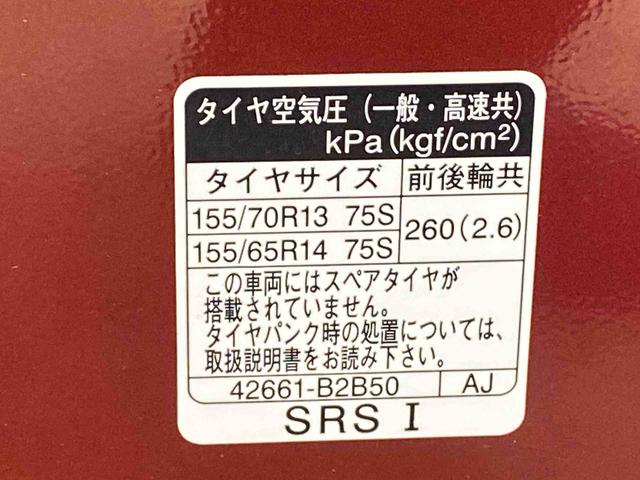 タイヤ空気圧(一般・高速共)
kPa(kgf/cm²)
タイヤサイズ 前後輪共
155/70R13 75S
260(2.6)
155/65R14 75S
この車両にはスペアタイヤが
搭載されていません。
タイヤパンク時の処置については、
取扱説明書をお読み下さい。
42661-B2B50 AJ
SRS I